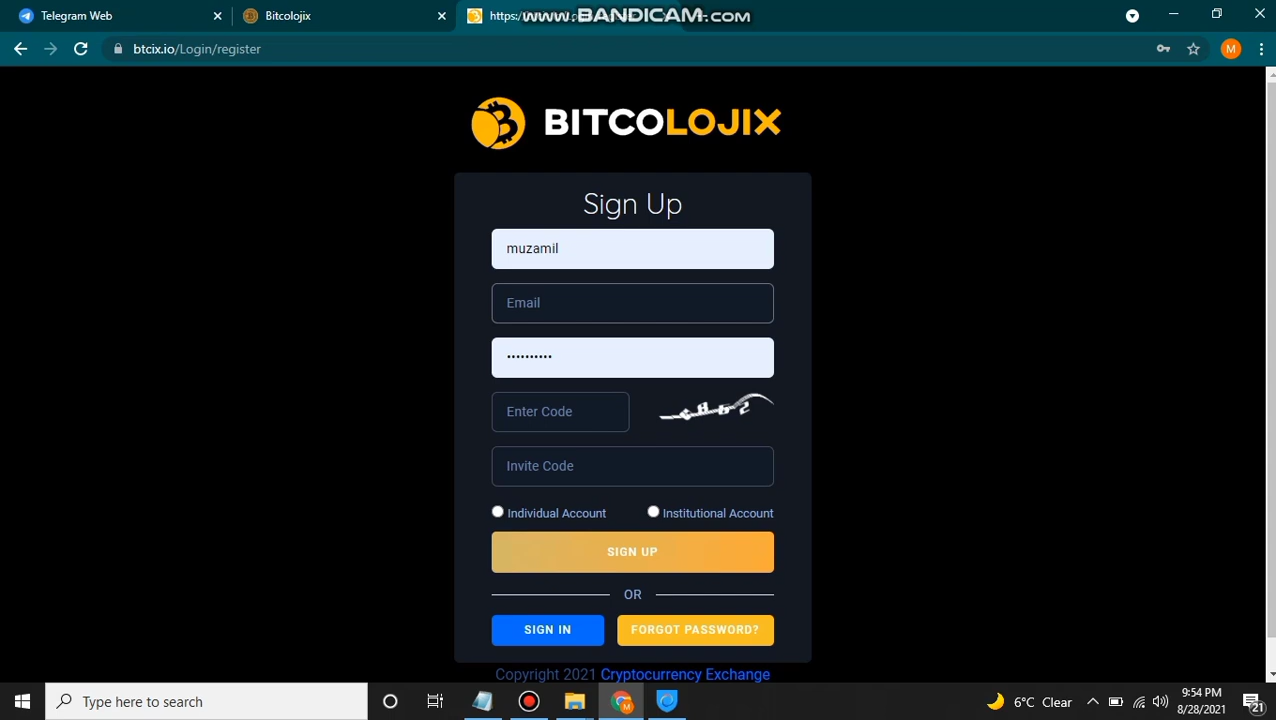 Telegram Web
Bitcolojix
WWW.BANDICAM.COM
btcix.io/Login/register
M
BITCOLOJIX
Sign Up
muzamil
Email
••••••••••
Enter Code
Invite Code
Individual Account
Institutional Account
SIGN UP
OR
SIGN IN
FORGOT PASSWORD?
Copyright 2021 Cryptocurrency Exchange
Type here to search
6°C Clear
9:54 PM
8/28/2021
21